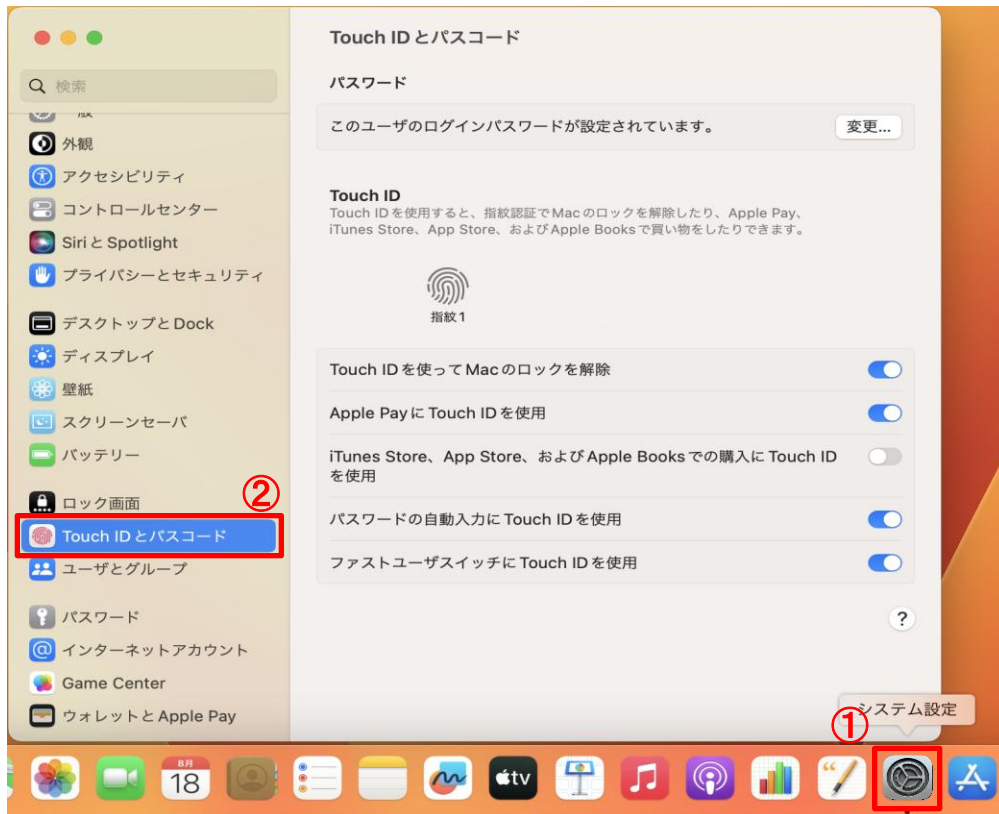 Touch IDとパスコード
検索
パスワード
このユーザのログインパスワードが設定されています。
変更...
外観
アクセシビリティ
コントロールセンター
SiriとSpotlight
プライバシーとセキュリティ
デスクトップとDock
ディスプレイ
壁紙
スクリーンセーバ
バッテリー
ロック画面
②
Touch IDとパスコード
ユーザとグループ
パスワード
インターネットアカウント
Game Center
ウォレットとApple Pay
Touch ID
Touch IDを使用すると、指紋認証でMacのロックを解除したり、Apple Pay、
iTunes Store、App Store、およびApple Booksで買い物をしたりできます。
指紋1
Touch IDを使ってMacのロックを解除
Apple PayにTouch IDを使用
iTunes Store、App Store、およびApple Booksでの購入にTouch ID
を使用
パスワードの自動入力にTouch IDを使用
ファストユーザスイッチにTouch IDを使用
?
システム設定
①
8月
18
tv